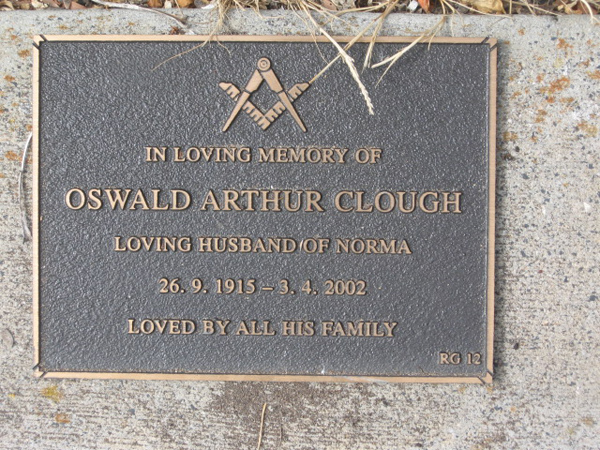 IN LOVING MEMORY OF
OSWALD ARTHUR CLOUGH
LOVING HUSBAND OF NORMA
26. 9. 1915 – 3. 4. 2002
LOVED BY ALL HIS FAMILY
RG 12